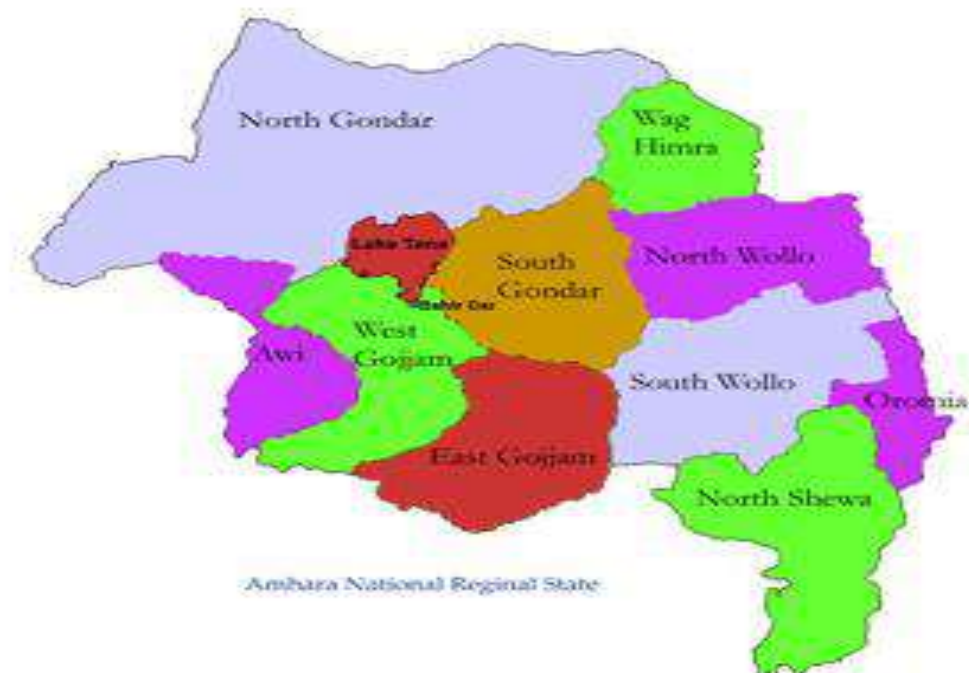 North Gondar
Wag
Himra
Lake Tana
North Wollo
South
Gondar
Bahir Dar
West
Gojjam
Awi
South Wollo
Oromia
East Gojjam
North Shewa
Amhara National Reginal State